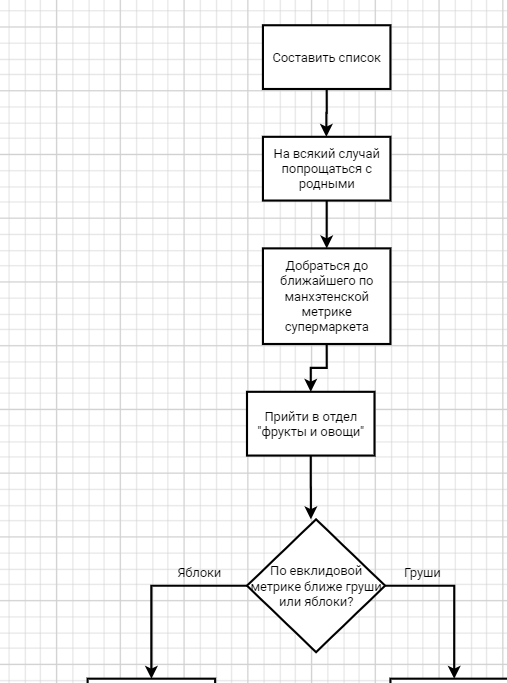 Составить список
На всякий случай
попрощаться с
родными
Добраться до
ближайшего по
манхэтенской
метрике
супермаркета
Прийти в отдел
"фрукты и овощи"
По евклидовой
метрике ближе груши
или яблоки?
Яблоки
Груши